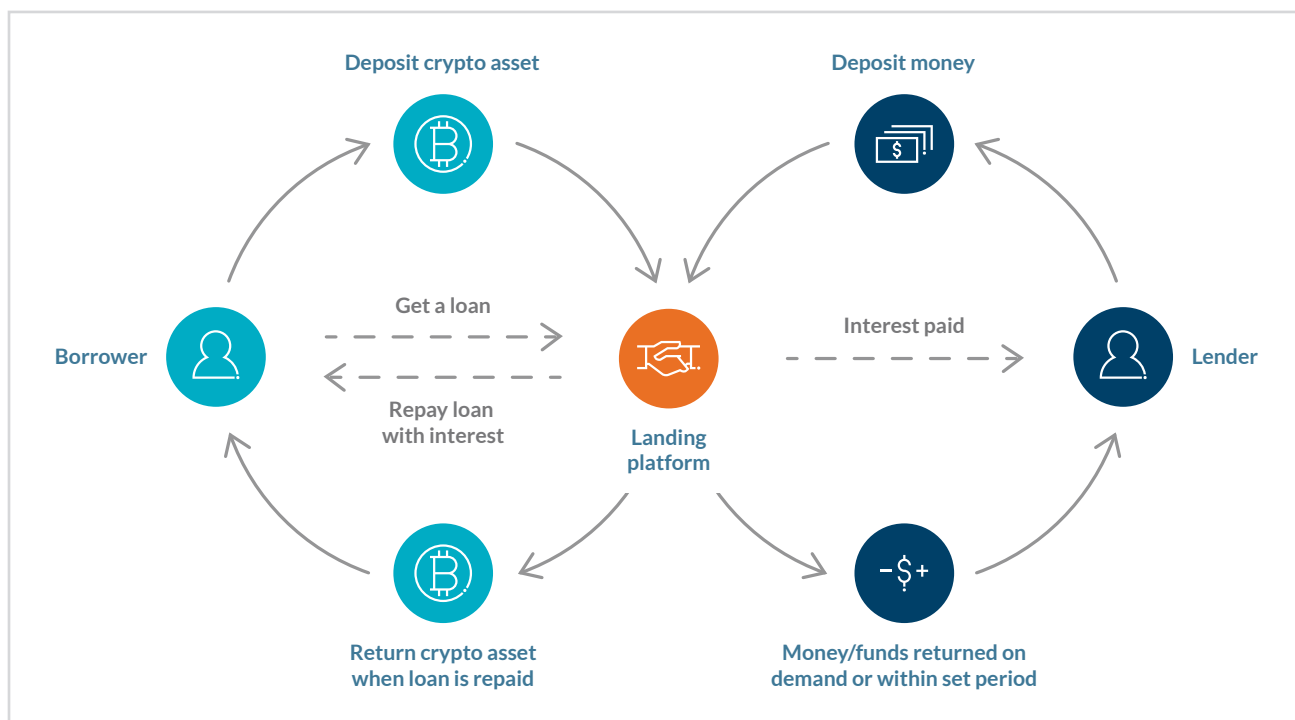 Deposit crypto asset
Deposit money
Get a loan
Interest paid
Borrower
Lender
Repay loan
with interest
Landing
platform
Return crypto asset
when loan is repaid
Money/funds returned on
demand or within set period